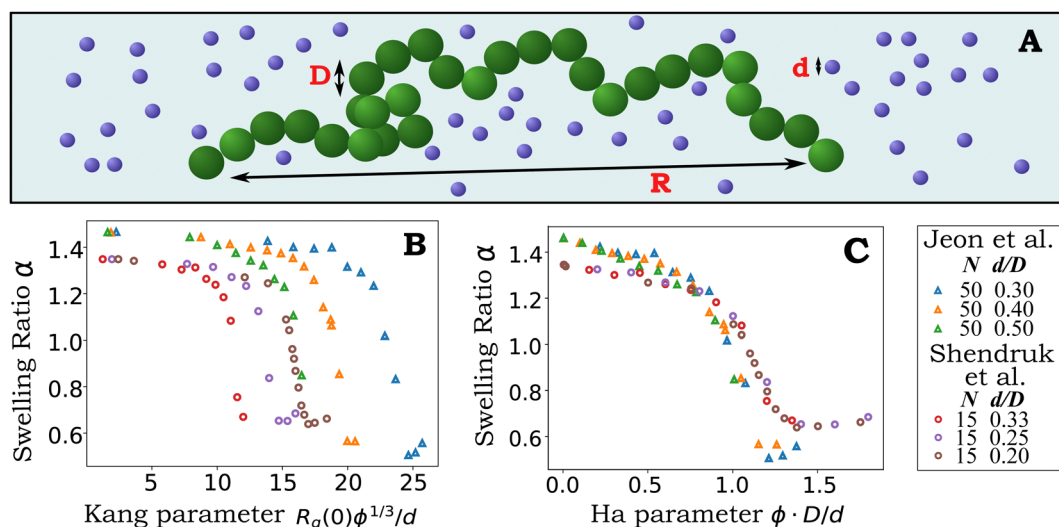 A
D
d
R
B
Swelling Ratio α
1.4
1.2
1.0
0.8
0.6
5 10 15 20 25
Kang parameter R_g(0)ϕ^1/3/d
C
Swelling Ratio α
1.4
1.2
1.0
0.8
0.6
0.0 0.5 1.0 1.5
Ha parameter ϕ · D/d
Jeon et al.
N d/D
50 0.30
50 0.40
50 0.50
Shendruk
et al.
N d/D
15 0.33
15 0.25
15 0.20